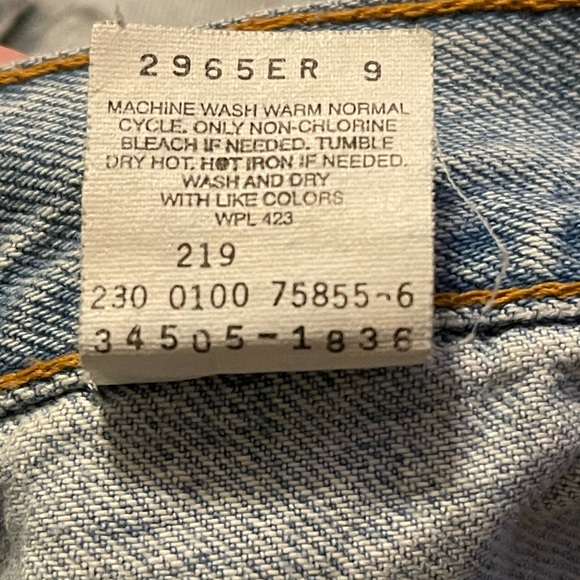 2965ER 9
MACHINE WASH WARM NORMAL
CYCLE. ONLY NON-CHLORINE
BLEACH IF NEEDED. TUMBLE
DRY HOT. HOT IRON IF NEEDED.
WASH AND DRY
WITH LIKE COLORS
WPL 423
219
230 0100 75855-6
34505-1836